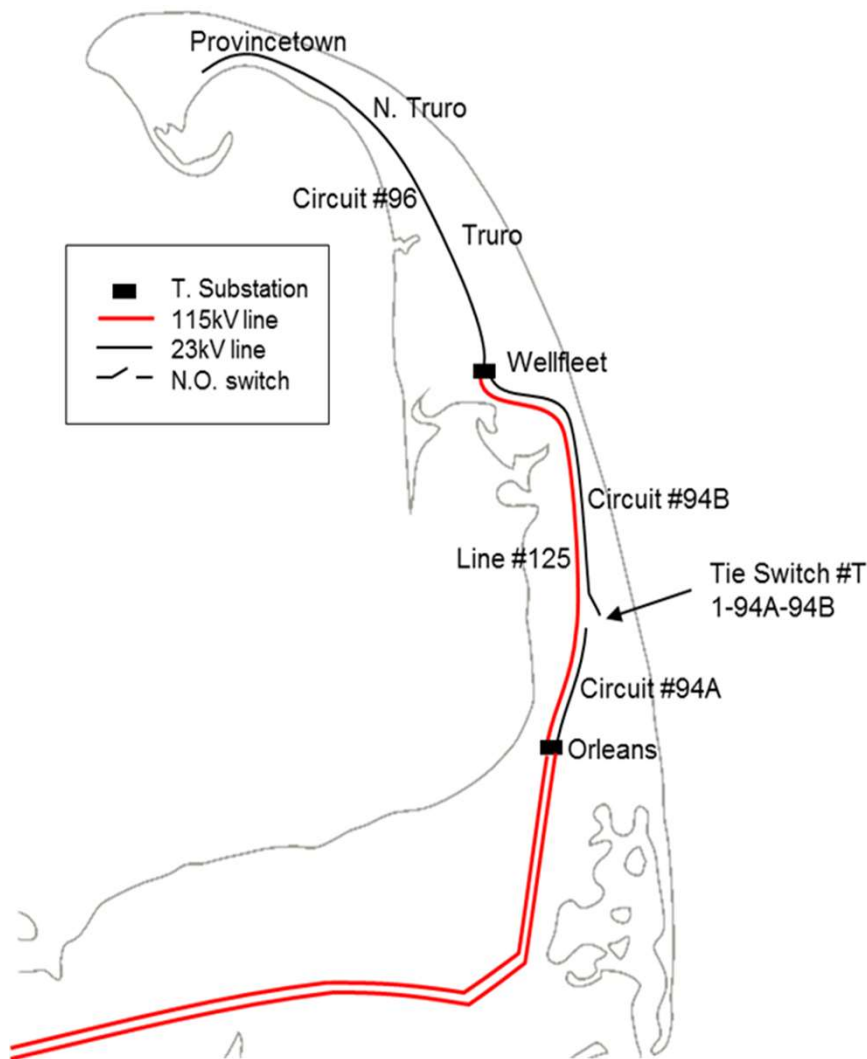 Provincetown
N. Truro
Circuit #96
Truro
T. Substation
115kV line
23kV line
N.O. switch
Wellfleet
Circuit #94B
Line #125
Tie Switch #T
1-94A-94B
Circuit #94A
Orleans